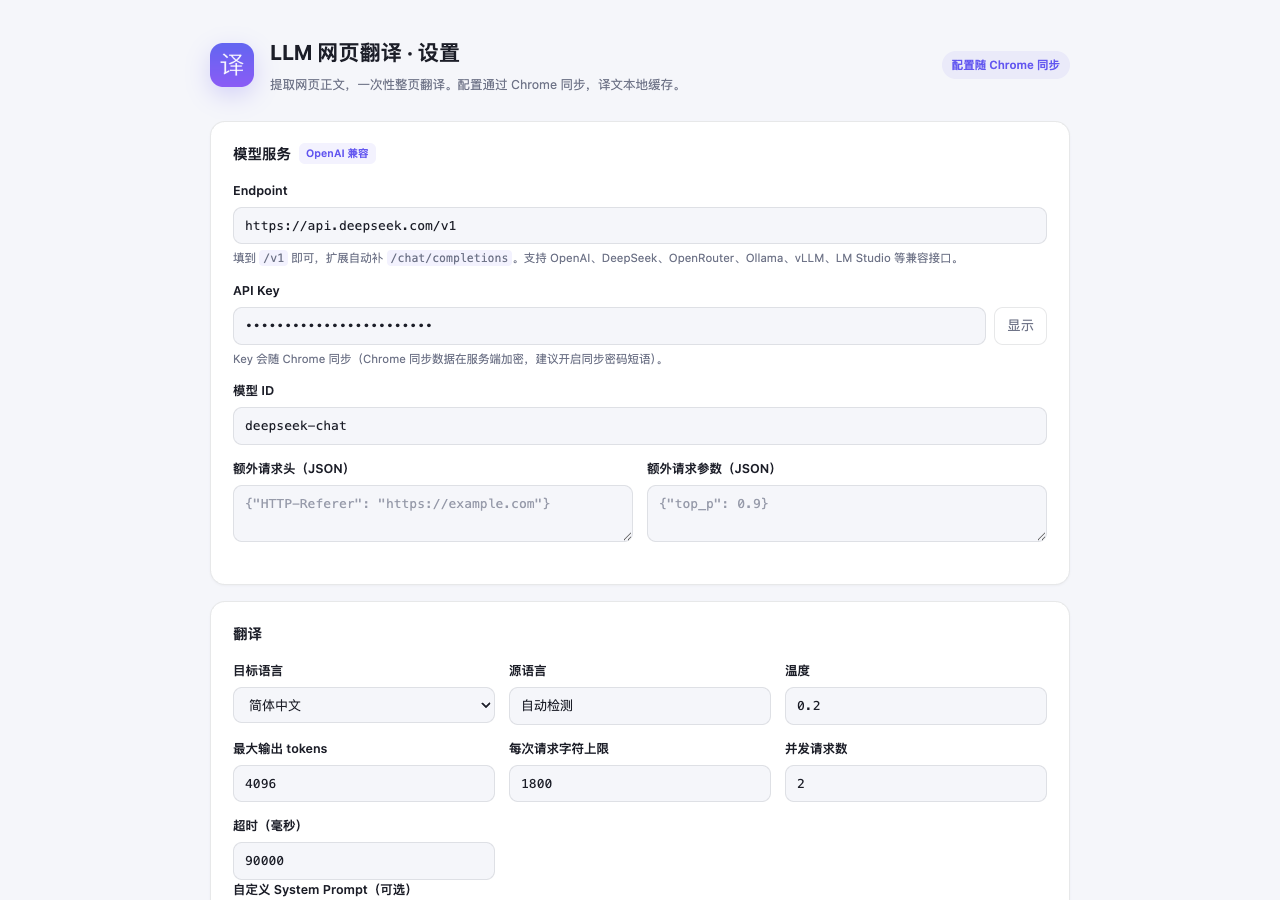 译
LLM 网页翻译 · 设置
提取网页正文，一次性整页翻译。配置通过 Chrome 同步，译文本地缓存。
配置随 Chrome 同步
模型服务 OpenAI 兼容
Endpoint
https://api.deepseek.com/v1
填到 /v1 即可，扩展自动补 /chat/completions 。支持 OpenAI、DeepSeek、OpenRouter、Ollama、vLLM、LM Studio 等兼容接口。
API Key
••••••••••••••••••••••••
显示
Key 会随 Chrome 同步（Chrome 同步数据在服务端加密，建议开启同步密码短语）。
模型 ID
deepseek-chat
额外请求头（JSON） 额外请求参数（JSON）
{"HTTP-Referer": "https://example.com"} {"top_p": 0.9}
翻译
目标语言 源语言 温度
简体中文 自动检测 0.2
最大输出 tokens 每次请求字符上限 并发请求数
4096 1800 2
超时（毫秒）
90000
自定义 System Prompt（可选）